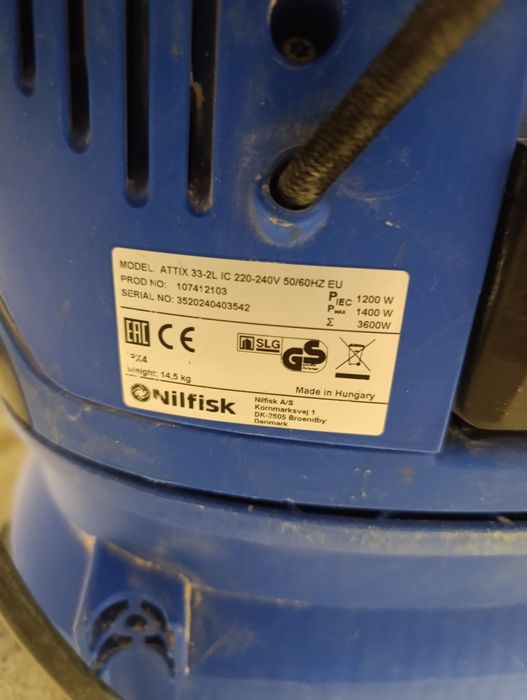 MODEL: ATTIX 33-2L IC 220-240V 50/60HZ EU
PROD NO: 107412103
SERIAL NO: 3520240403542
PIEC 1200 W
PMAX 1400 W
Σ 3600W
EAC CE
SLG
GS
IPX4
Weight: 14,5 kg
Made in Hungary
Nilfisk
Nilfisk A/S
Kornmarksvej 1
DK-2605 Broendby
Denmark